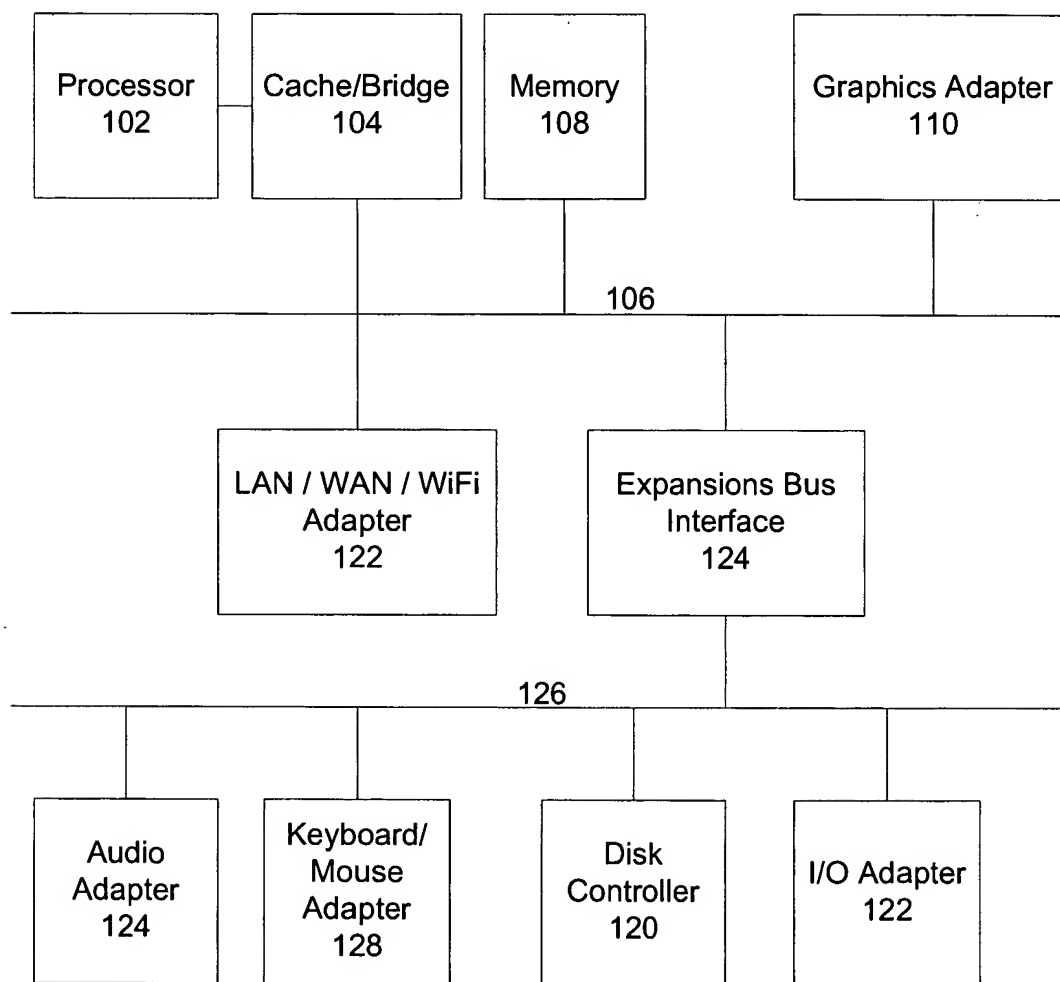 Processor
102
Cache/Bridge
104
Memory
108
Graphics Adapter
110
106
LAN / WAN / WiFi
Adapter
122
Expansions Bus
Interface
124
126
Audio
Adapter
124
Keyboard/
Mouse
Adapter
128
Disk
Controller
120
I/O Adapter
122